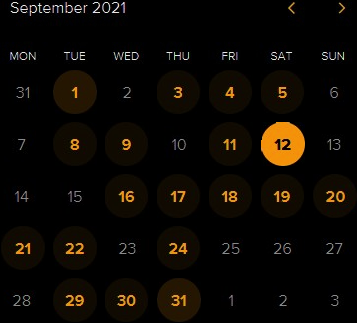 September 2021
MON TUE WED THU FRI SAT SUN
31 1 2 3 4 5 6
7 8 9 10 11 12 13
14 15 16 17 18 19 20
21 22 23 24 25 26 27
28 29 30 31 1 2 3